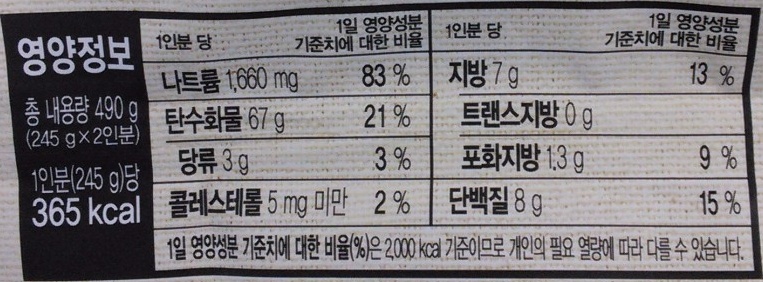 영양정보
총 내용량 490 g
(245 g×2인분)
1인분(245 g)당
365 kcal
1인분 당 1일 영양성분 기준치에 대한 비율
나트륨 1,660 mg 83 %
탄수화물 67 g 21 %
당류 3 g 3 %
콜레스테롤 5 mg 미만 2 %
1인분 당 1일 영양성분 기준치에 대한 비율
지방 7 g 13 %
트랜스지방 0 g
포화지방 1.3 g 9 %
단백질 8 g 15 %
1일 영양성분 기준치에 대한 비율(%)은 2,000 kcal 기준이므로 개인의 필요 열량에 따라 다를 수 있습니다.